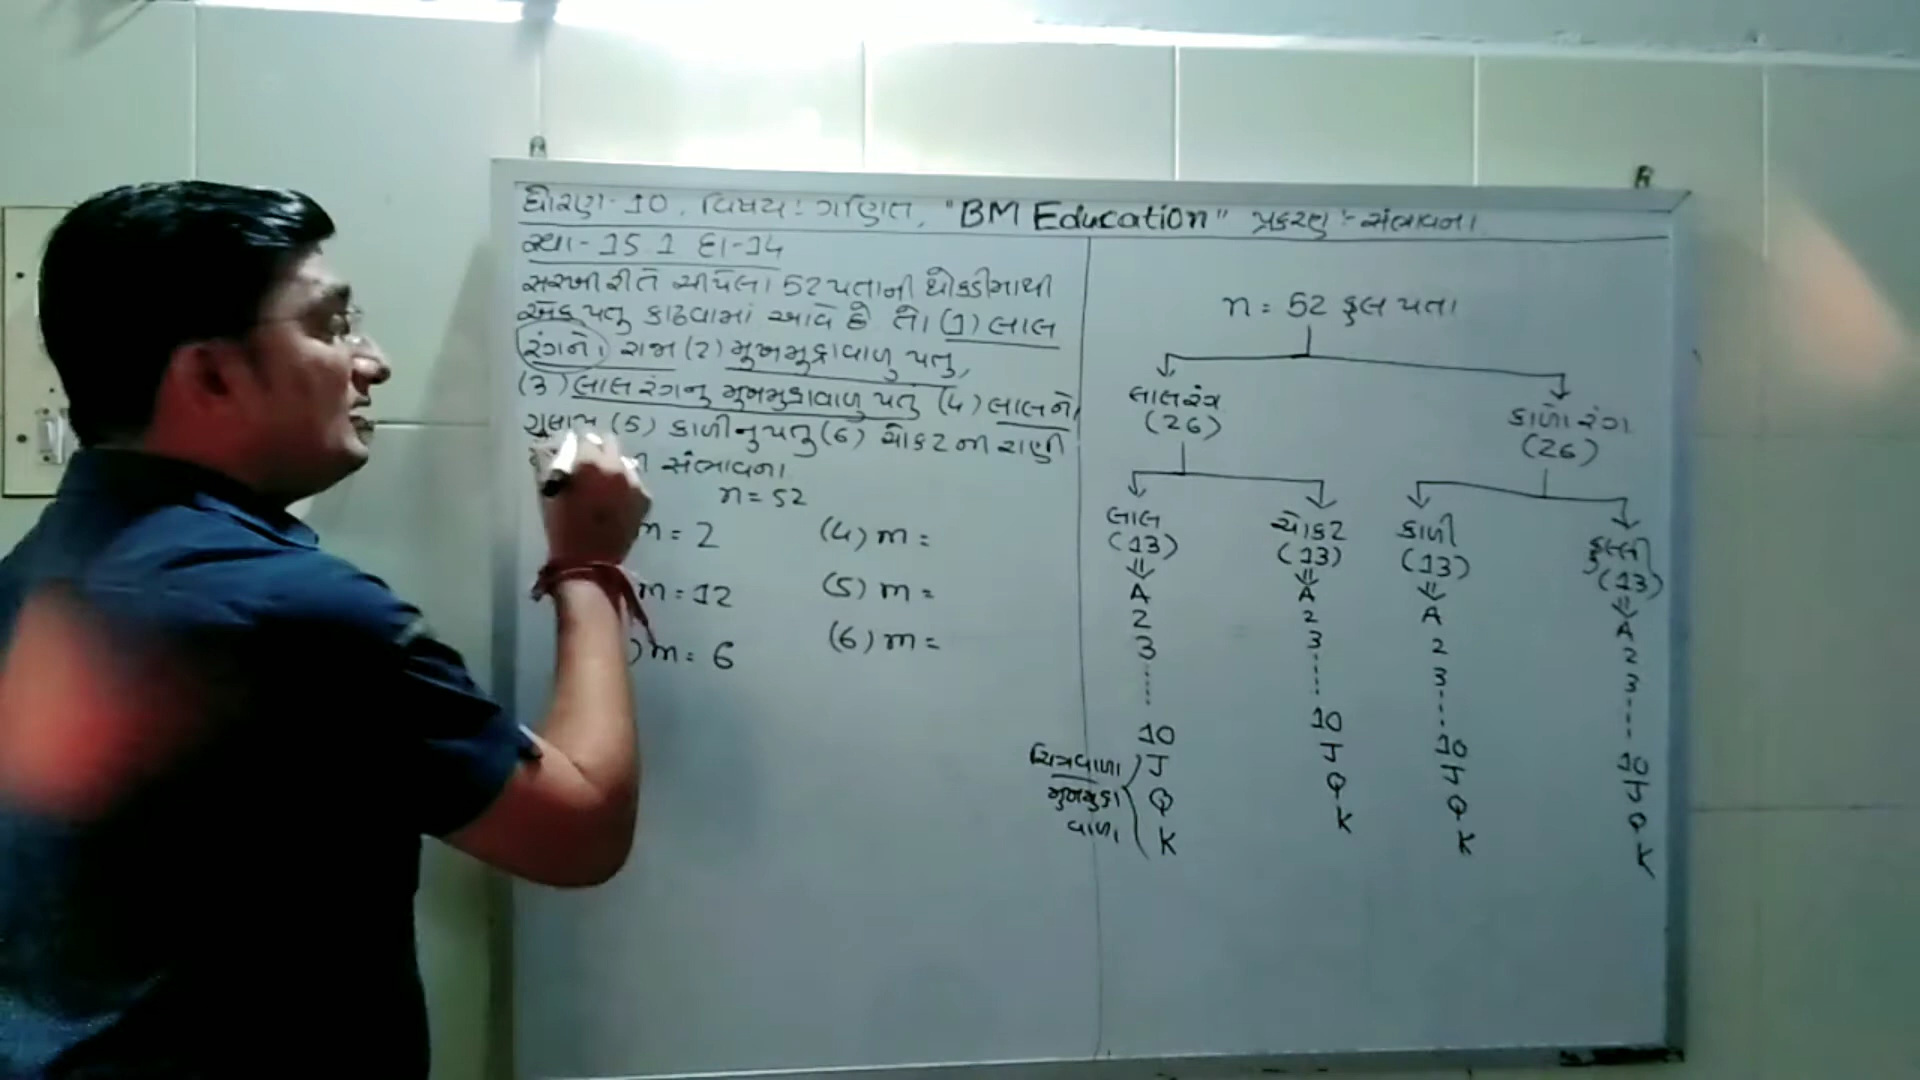 ધોરણ-10, વિષય: ગણિત, "BM Education" પ્રકરણ:- સંભાવના
સ્વા-15.1 દા-14
સરખી રીતે ચીપેલા 52 પતાની થોકડીમાથી
એક પતુ કાઢવામાં આવે છે તો (1) લાલ
રંગનો રાજા (2) મુખમુદ્રાવાળુ પતુ,
(3) લાલ રંગનુ મુખમુદ્રાવાળુ પતુ (4) લાલનો
ગુલામ (5) કાળીનુ પતુ (6) ચોકટની રાણી
સંભાવના
n = 52
m = 2
m = 12
) m = 6
(4) m =
(5) m =
(6) m =
n = 52 કુલ પતા
લાલ રંગ
(26)
કાળો રંગ
(26)
લાલ
(13)
A
2
3
10
J
Q
K
ચિત્રવાળા
મુખમુદ્રા
વાળા
ચોકટ
(13)
A
2
3
10
J
Q
K
કાળી
(13)
A
2
3
10
J
Q
K
ફુલ્લી
(13)
A
2
3
10
J
Q
K